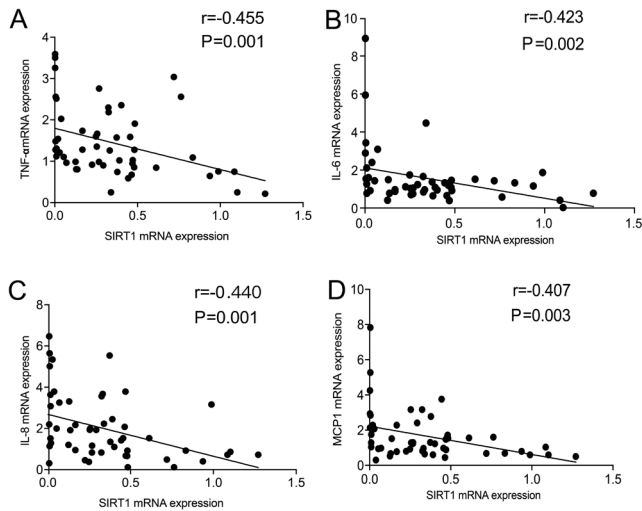 A
r=-0.455
P=0.001
TNF-αmRNA expression
4
3
2
1
0
0.0
0.5
1.0
1.5
SIRT1 mRNA expression
B
r=-0.423
P=0.002
IL-6 mRNA expression
10
8
6
4
2
0
0.0
0.5
1.0
1.5
SIRT1 mRNA expression
C
r=-0.440
P=0.001
IL-8 mRNA expression
8
6
4
2
0
0.0
0.5
1.0
1.5
SIRT1 mRNA expression
D
r=-0.407
P=0.003
MCP1 mRNA expression
10
8
6
4
2
0
0.0
0.5
1.0
1.5
SIRT1 mRNA expression